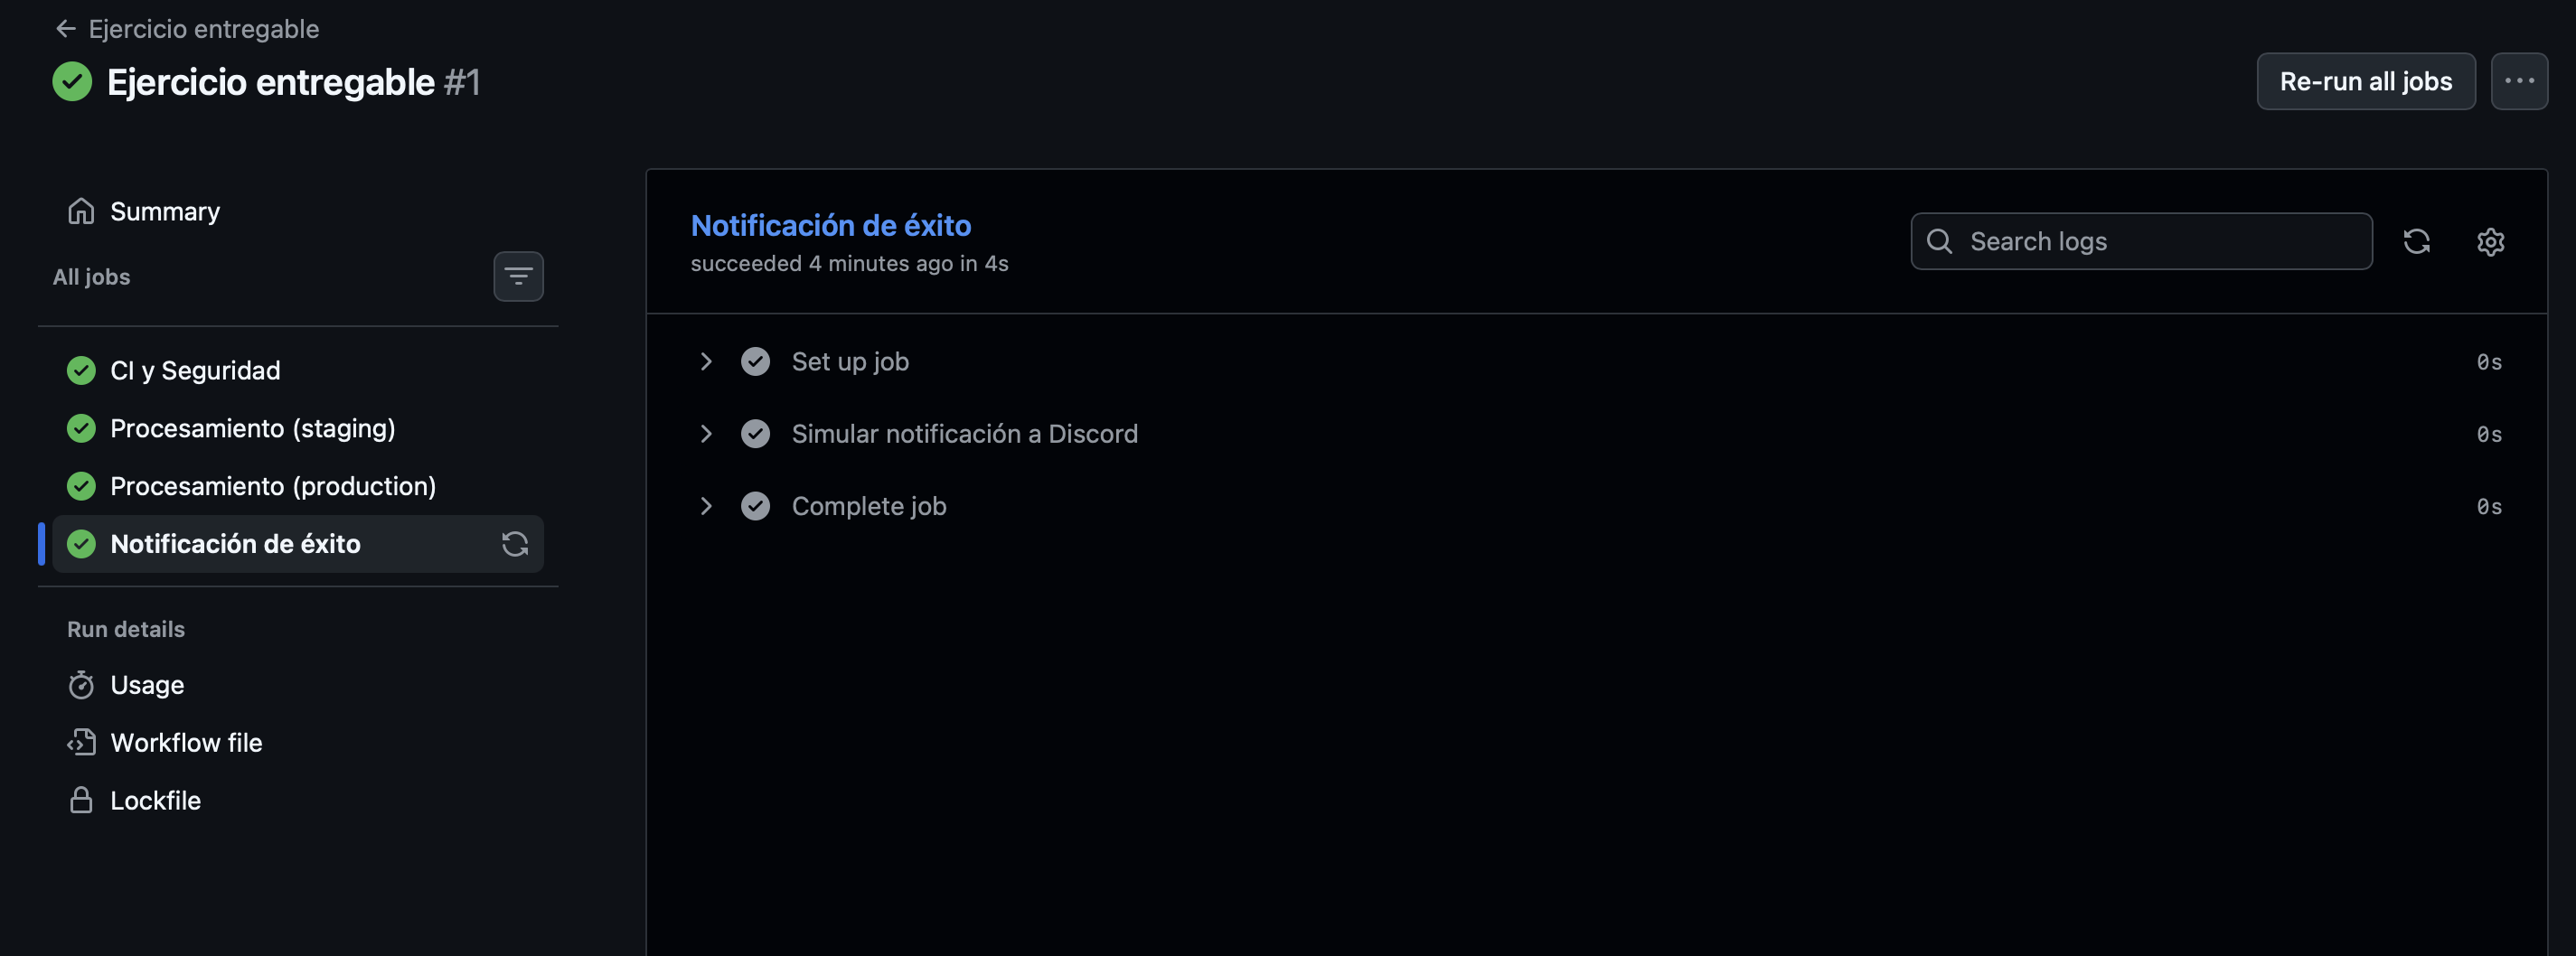 Ejercicio entregable
Ejercicio entregable #1
Re-run all jobs
Summary
All jobs
CI y Seguridad
Procesamiento (staging)
Procesamiento (production)
Notificación de éxito
Run details
Usage
Workflow file
Lockfile
Notificación de éxito
succeeded 4 minutes ago in 4s
Search logs
Set up job 0s
Simular notificación a Discord 0s
Complete job 0s